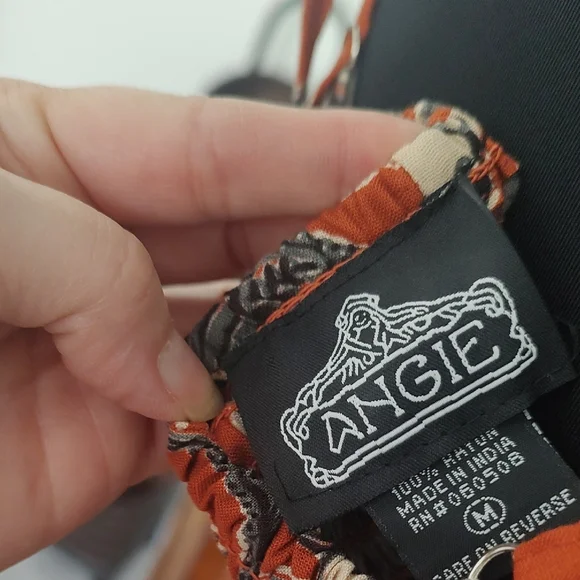 ANGIE
100% RAYON
MADE IN INDIA
RN# 060508
M
CARE ON REVERSE